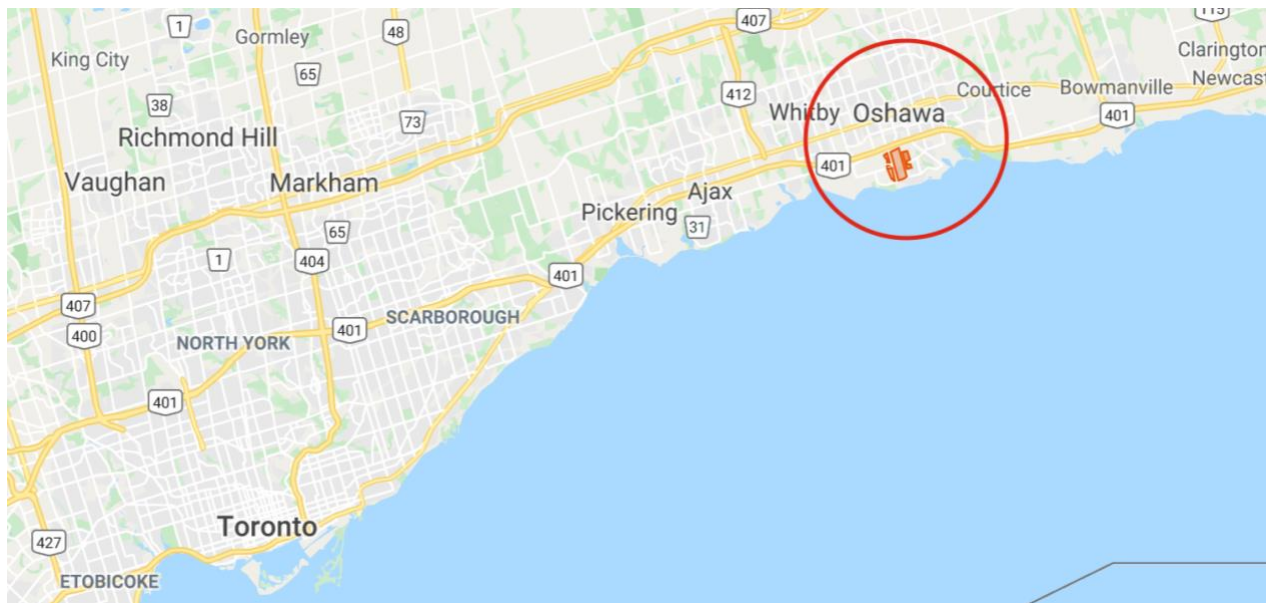 1
48
407
115
Gormley
King City
65
Clarington
Newcast
38
73
412
Courtice
Bowmanville
Whitby
Oshawa
401
Richmond Hill
401
Vaughan
Markham
Ajax
Pickering
31
65
1
404
401
407
SCARBOROUGH
400
401
NORTH YORK
401
Toronto
427
ETOBICOKE